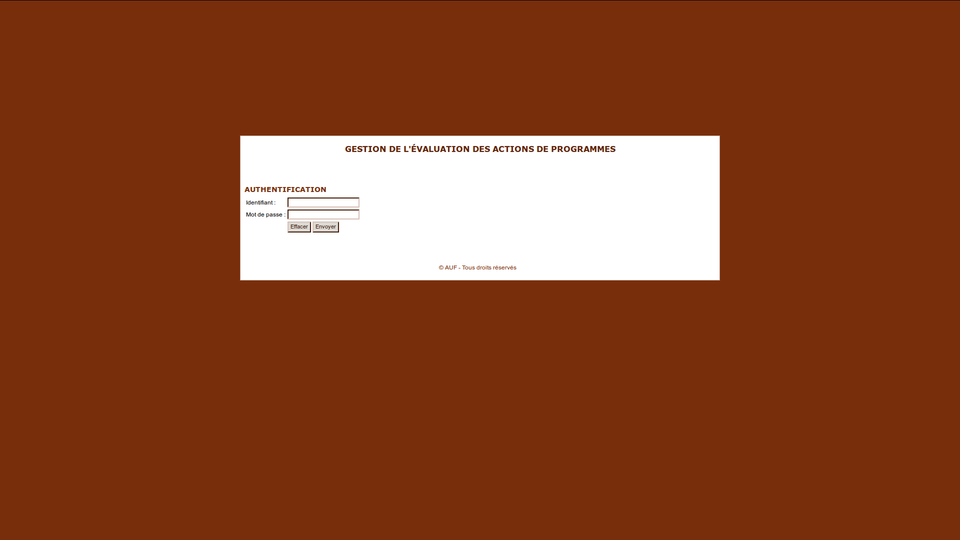 GESTION DE L'ÉVALUATION DES ACTIONS DE PROGRAMMES
AUTHENTIFICATION
Identifiant :
Mot de passe :
Effacer Envoyer
© AUF - Tous droits réservés